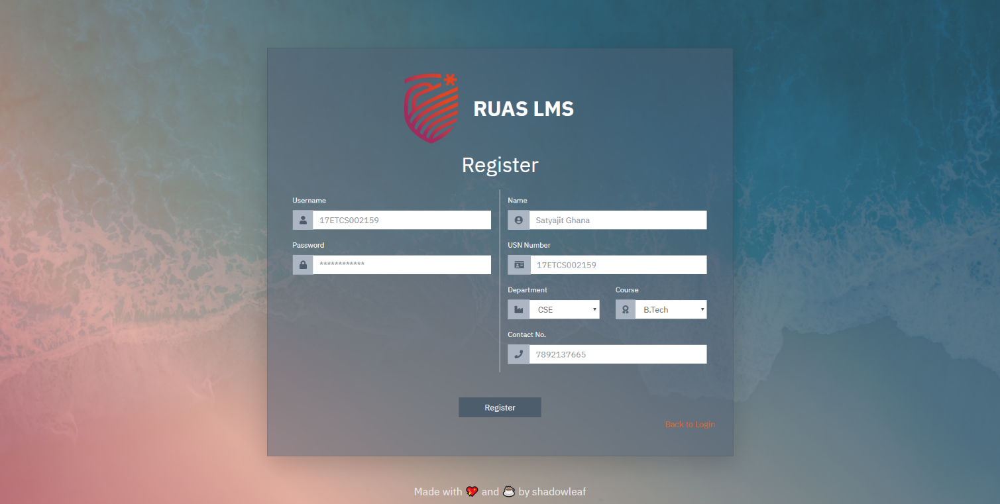 RUAS LMS
Register
Username
17ETCS002159
Password
************
Name
Satyajit Ghana
USN Number
17ETCS002159
Department
Course
CSE
B.Tech
Contact No.
7892137665
Register
Back to Login
Made with 💖 and ☕ by shadowleaf